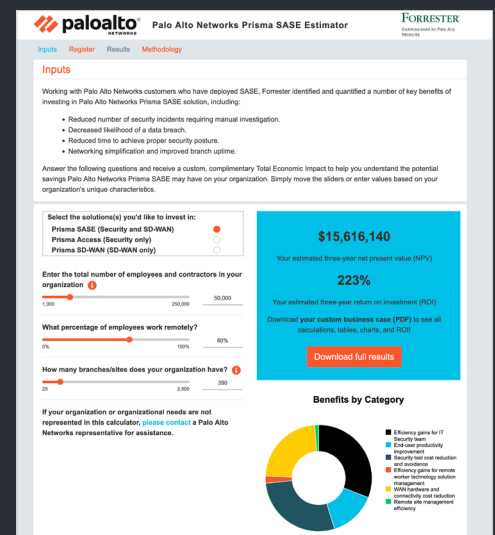 paloalto®
NETWORKS
Palo Alto Networks Prisma SASE Estimator
FORRESTER®
Commissioned by Palo Alto
Networks
Inputs Register Results Methodology
Inputs
Working with Palo Alto Networks customers who have deployed SASE, Forrester identified and quantified a number of key benefits of
investing in Palo Alto Networks Prisma SASE solution, including:
• Reduced number of security incidents requiring manual investigation.
• Decreased likelihood of a data breach.
• Reduced time to achieve proper security posture.
• Networking simplification and improved branch uptime.
Answer the following questions and receive a custom, complimentary Total Economic Impact to help you understand the potential
savings Palo Alto Networks Prisma SASE may have on your organization. Simply move the sliders or enter values based on your
organization's unique characteristics.
Select the solutions(s) you'd like to invest in:
Prisma SASE (Security and SD-WAN)
Prisma Access (Security only)
Prisma SD-WAN (SD-WAN only)
Enter the total number of employees and contractors in your
organization i
1,000 250,000 50,000
What percentage of employees work remotely?
0% 100% 60%
How many branches/sites does your organization have? i
25 2,500 350
If your organization or organizational needs are not
represented in this calculator, please contact a Palo Alto
Networks representative for assistance.
$15,616,140
Your estimated three-year net present value (NPV)
223%
Your estimated three-year return on investment (ROI)
Download your custom business case (PDF) to see all
calculations, tables, charts, and ROI!
Download full results
Benefits by Category
Efficiency gains for IT
Security team
End-user productivity
improvement
Security tool cost reduction
and avoidance
Efficiency gains for remote
worker technology solution
management
WAN hardware and
connectivity cost reduction
Remote site management
efficiency